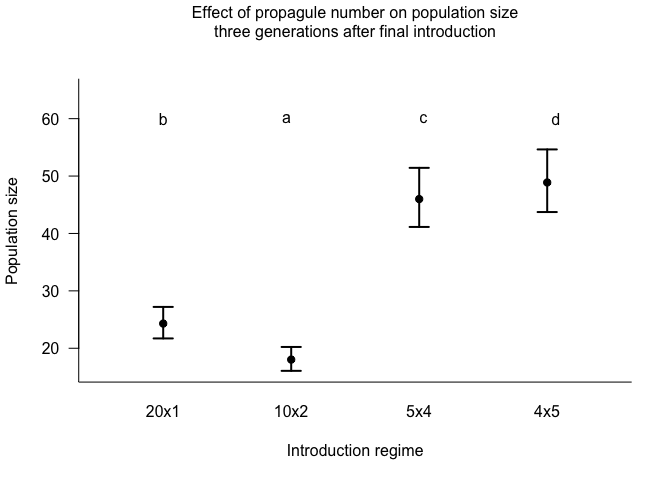 Effect of propagule number on population size
three generations after final introduction
60
50
40
30
20
Population size
b a c d
20x1 10x2 5x4 4x5
Introduction regime